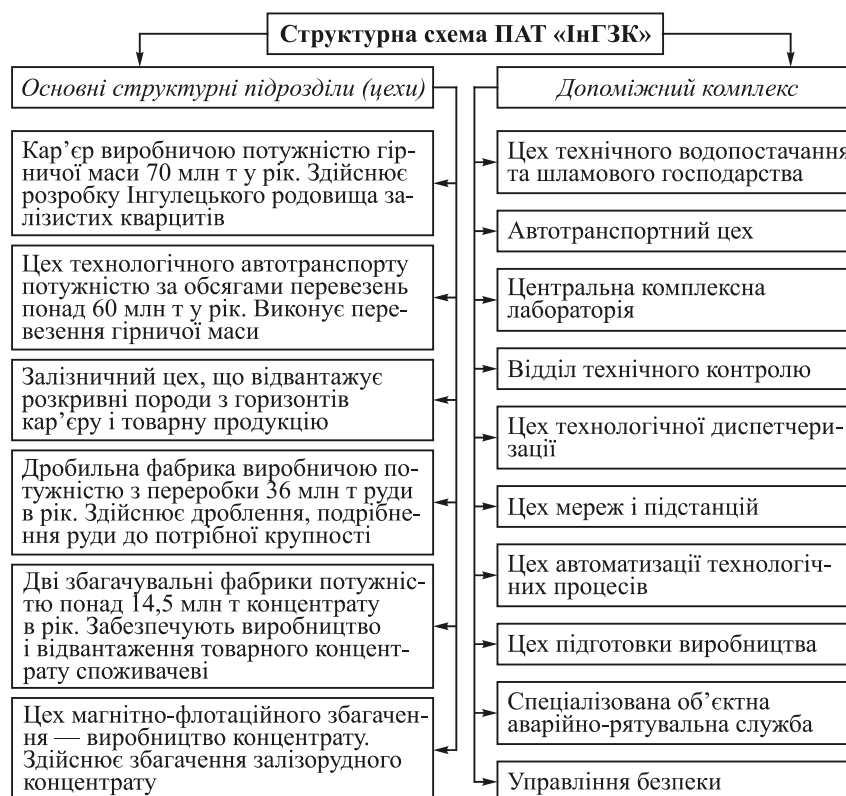 Структурна схема ПАТ «ІнГЗК»
Основні структурні підрозділи (цехи)
Кар’єр виробничою потужністю гір-
ничої маси 70 млн т у рік. Здійснює
розробку Інгулецького родовища за-
лізистих кварцитів
Цех технологічного автотранспорту
потужністю за обсягами перевезень
понад 60 млн т у рік. Виконує пере-
везення гірничої маси
Залізничний цех, що відвантажує
розкривні породи з горизонтів
кар’єру і товарну продукцію
Дробильна фабрика виробничою по-
тужністю з переробки 36 млн т руди
в рік. Здійснює дроблення, подрібне-
ння руди до потрібної крупності
Дві збагачувальні фабрики потужніс-
тю понад 14,5 млн т концентрату
в рік. Забезпечують виробництво
і відвантаження товарного концент-
рату споживачеві
Цех магнітно-флотаційного збагачен-
ня — виробництво концентрату.
Здійснює збагачення залізорудного
концентрату
Допоміжний комплекс
Цех технічного водопостачання
та шламового господарства
Автотранспортний цех
Центральна комплексна
лабораторія
Відділ технічного контролю
Цех технологічної диспетчери-
зації
Цех мереж і підстанцій
Цех автоматизації технологіч-
них процесів
Цех підготовки виробництва
Спеціалізована об’єктна
аварійно-рятувальна служба
Управління безпеки